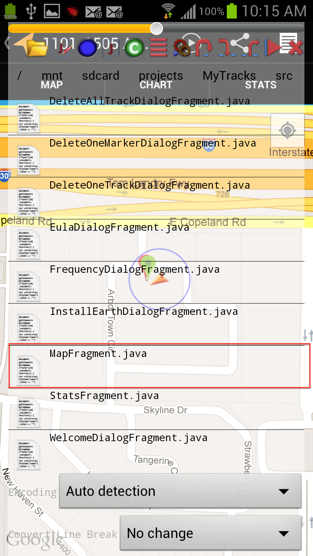 100% 10:15 AM
1101 505 A
/ mnt sdcard projects MyTracks src
MAP CHART STATS
DeleteAllTrackDialogFragment.java
DeleteOneMarkerDialogFragment.java
30
Interstate
DeleteOneTrackDialogFragment.java
peland Rd
E Copeland Rd
EulaDialogFragment.java
FrequencyDialogFragment.java
InstallEarthDialogFragment.java
MapFragment.java
StatsFragment.java
Skyline Dr
WelcomeDialogFragment.java
Tangerine
New Haven St
Encoding
Auto detection
Convert Line Break
No change
Google